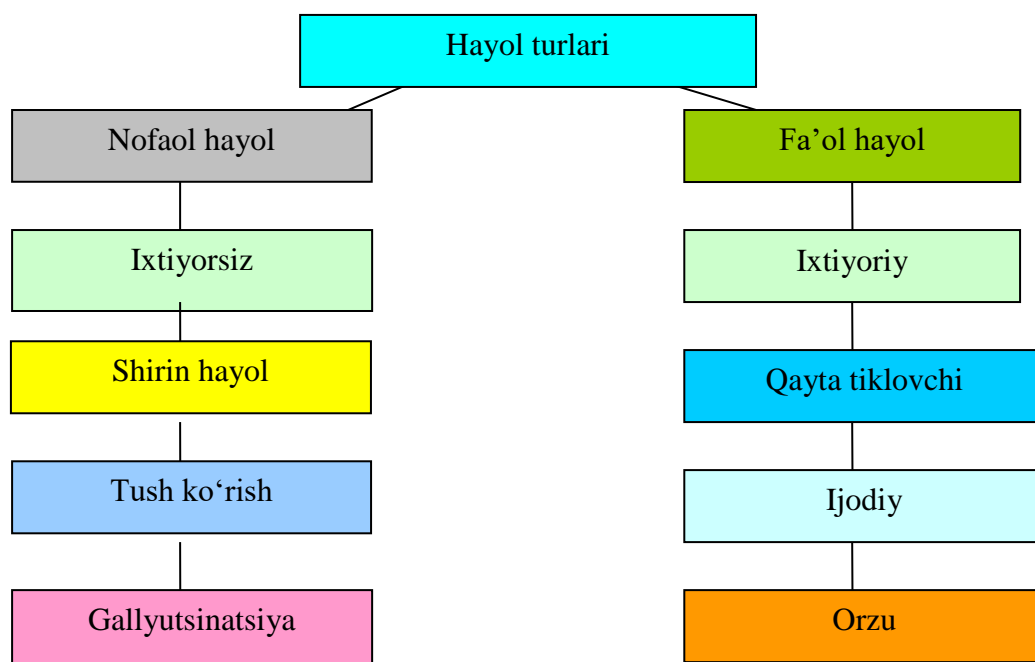 Hayol turlari
Nofaol hayol
Fa’ol hayol
Ixtiyorsiz
Ixtiyoriy
Shirin hayol
Qayta tiklovchi
Tush ko‘rish
Ijodiy
Gallyutsinatsiya
Orzu